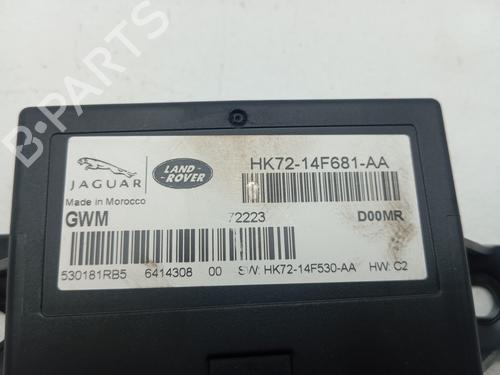 B-PARTS
JAGUAR
LAND-
ROVER
HK72-14F681-AA
Made in Morocco
GWM 72223 D00MR
530181RB5 6414308 00 S/W: HK72-14F530-AA HW: C2